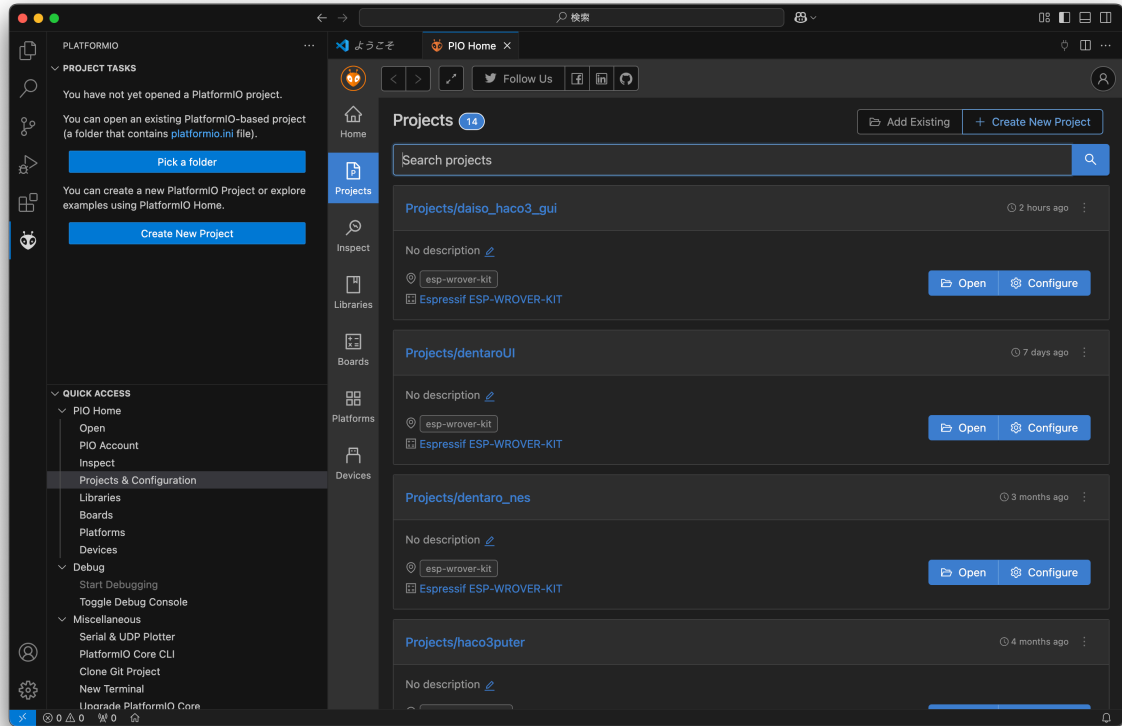 検索
PLATFORMIO
PROJECT TASKS
You have not yet opened a PlatformIO project.
You can open an existing PlatformIO-based project
(a folder that contains platformio.ini file).
Pick a folder
You can create a new PlatformIO Project or explore
examples using PlatformIO Home.
Create New Project
QUICK ACCESS
PIO Home
Open
PIO Account
Inspect
Projects & Configuration
Libraries
Boards
Platforms
Devices
Debug
Start Debugging
Toggle Debug Console
Miscellaneous
Serial & UDP Plotter
PlatformIO Core CLI
Clone Git Project
New Terminal
Upgrade PlatformIO Core
ようこそ
PIO Home
Follow Us
Home
Projects
Inspect
Libraries
Boards
Platforms
Devices
Projects 14
Add Existing
Create New Project
Search projects
Projects/daiso_haco3_gui
2 hours ago
No description
esp-wrover-kit
Espressif ESP-WROVER-KIT
Open
Configure
Projects/dentaroUI
7 days ago
No description
esp-wrover-kit
Espressif ESP-WROVER-KIT
Open
Configure
Projects/dentaro_nes
3 months ago
No description
esp-wrover-kit
Espressif ESP-WROVER-KIT
Open
Configure
Projects/haco3puter
4 months ago
No description
0 0 0